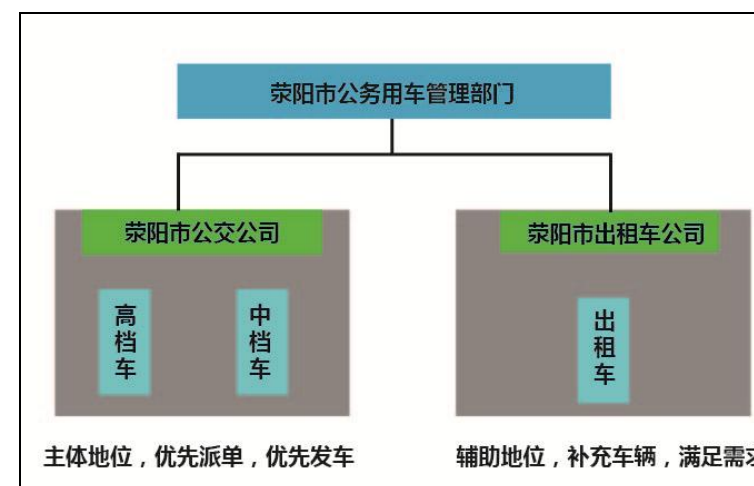 荥阳市公务用车管理部门
荥阳市公交公司
荥阳市出租车公司
高档车
中档车
出租车
主体地位，优先派单，优先发车
辅助地位，补充车辆，满足需求